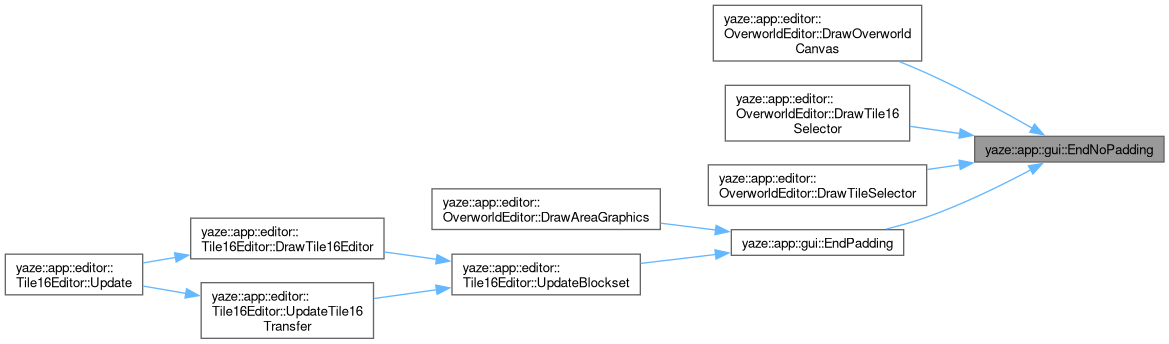 yaze::app::editor::
OverworldEditor::DrawOverworld
Canvas
yaze::app::editor::
OverworldEditor::DrawTile16
Selector
yaze::app::gui::EndNoPadding
yaze::app::editor::
OverworldEditor::DrawTileSelector
yaze::app::editor::
OverworldEditor::DrawAreaGraphics
yaze::app::gui::EndPadding
yaze::app::editor::
Tile16Editor::DrawTile16Editor
yaze::app::editor::
Tile16Editor::Update
yaze::app::editor::
Tile16Editor::UpdateBlockset
yaze::app::editor::
Tile16Editor::UpdateTile16
Transfer